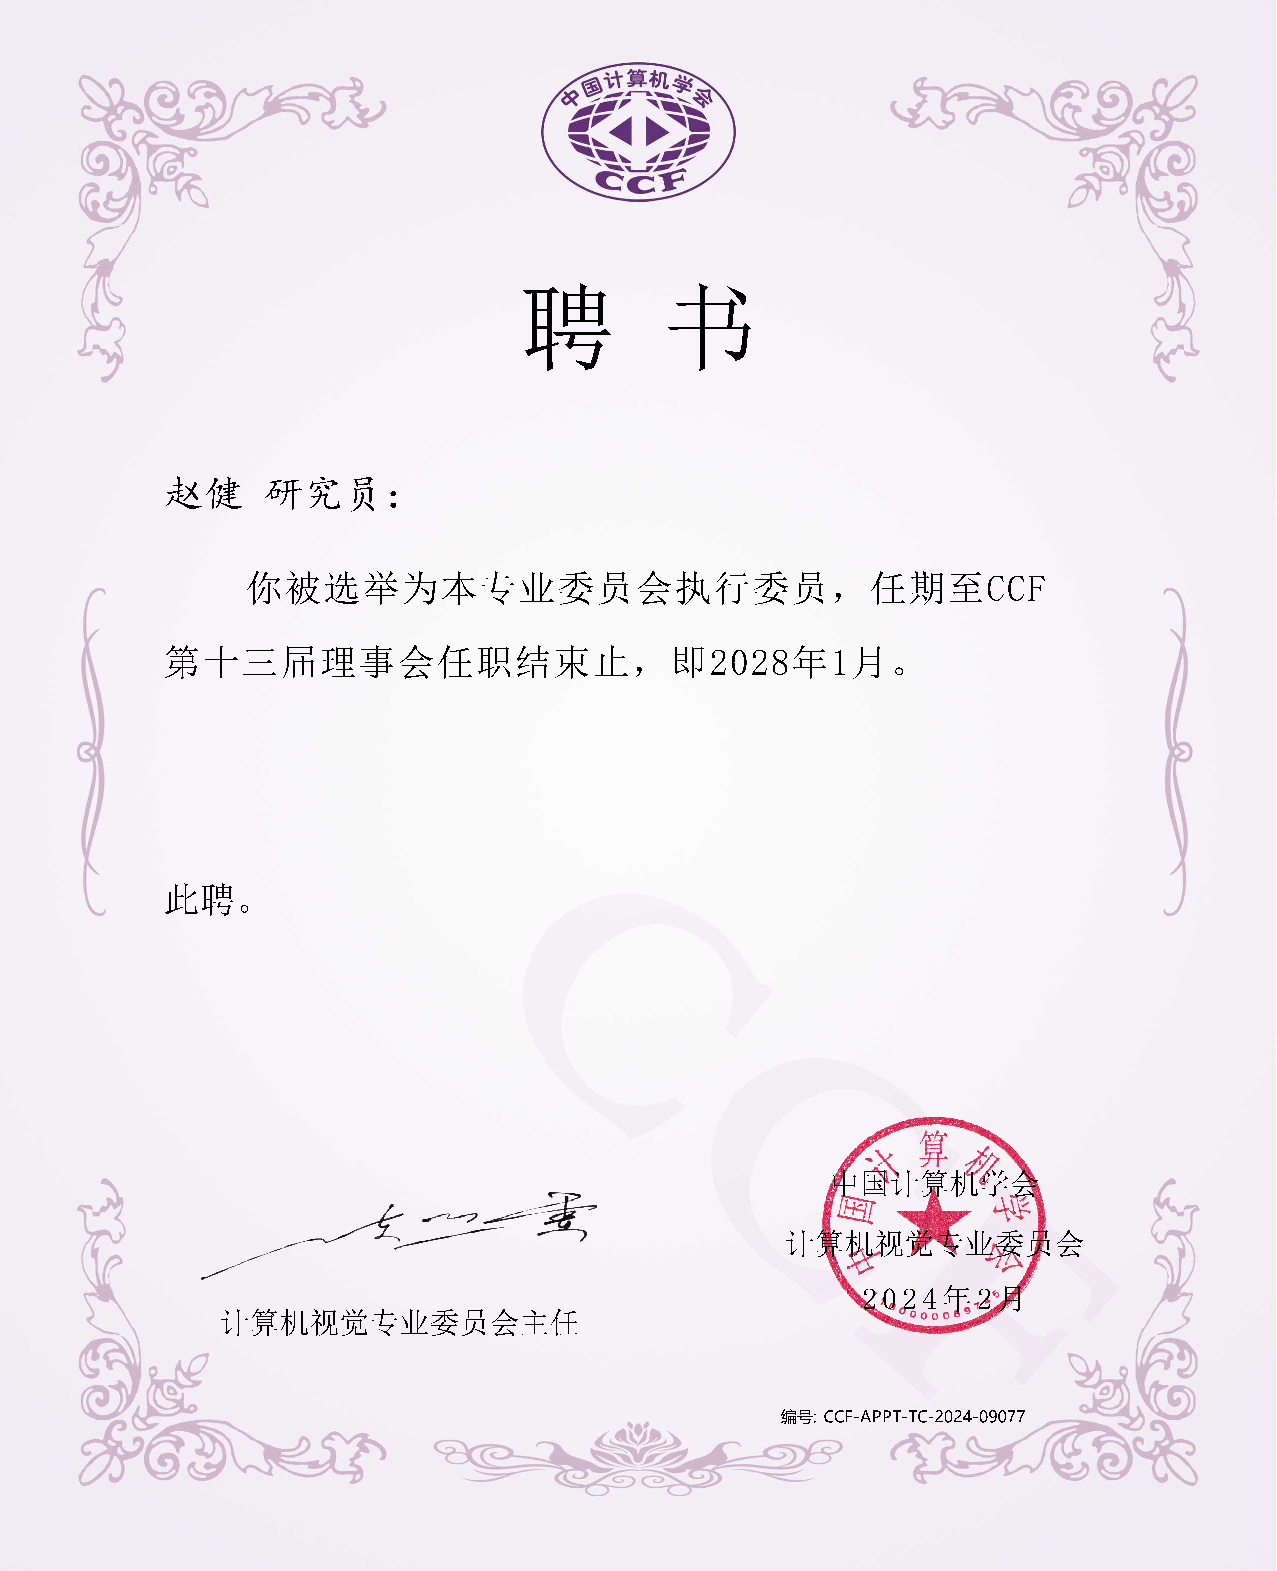 中国计算机学会
CCF
聘 书
赵健 研究员：
你被选举为本专业委员会执行委员，任期至CCF
第十三届理事会任职结束止，即2028年1月。
此聘。
CCF
中国计算机学会
中国计算机学会
计算机视觉专业委员会
2024年2月
计算机视觉专业委员会主任
编号: CCF-APPT-TC-2024-09077